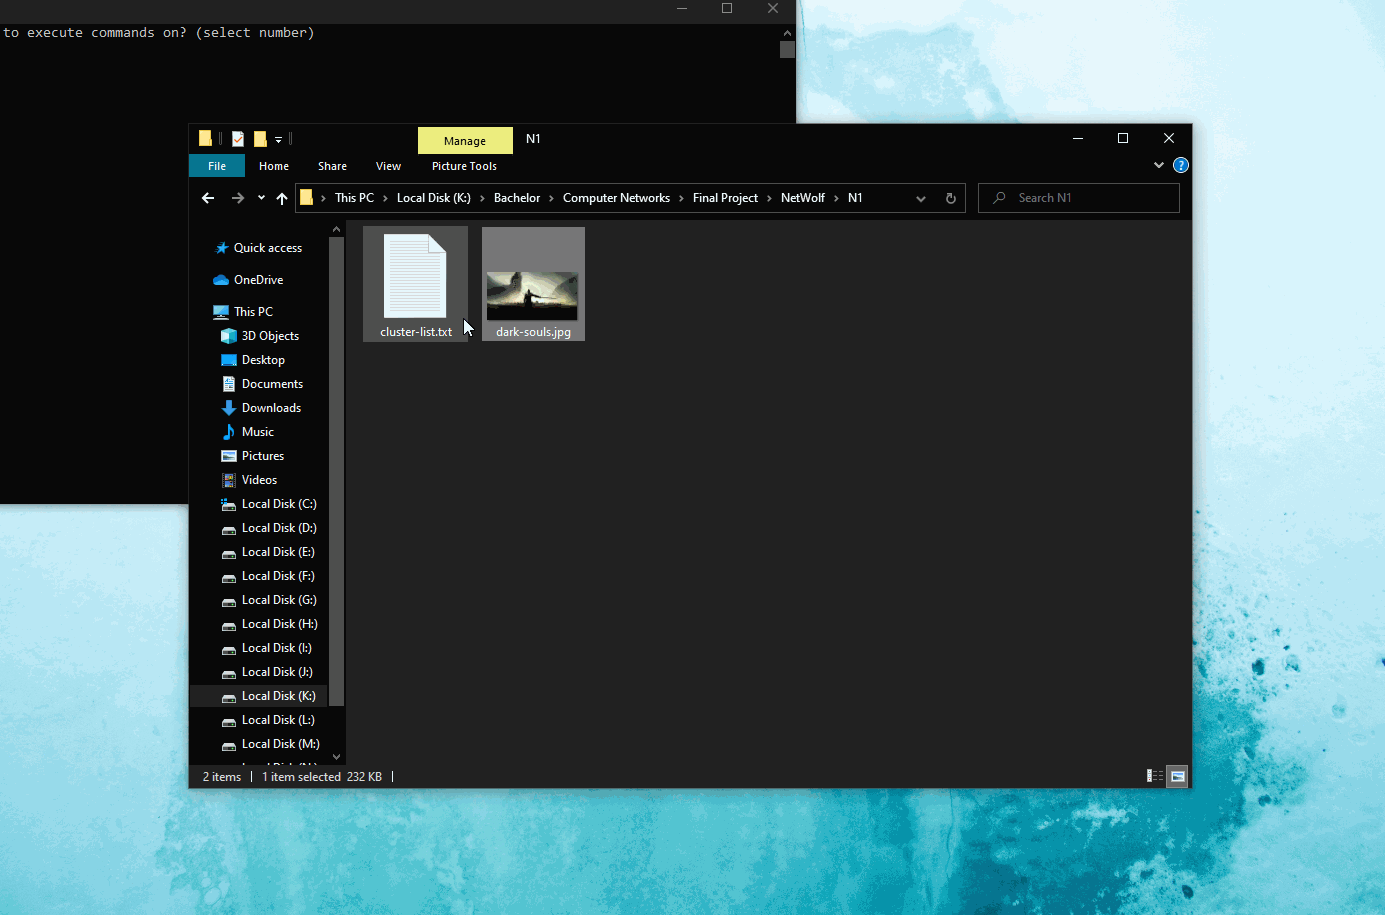 to execute commands on? (select number)
Manage
N1
File
Home
Share
View
Picture Tools
?
This PC
Local Disk (K:)
Bachelor
Computer Networks
Final Project
NetWolf
N1
Search N1
Quick access
OneDrive
This PC
3D Objects
Desktop
Documents
Downloads
Music
Pictures
Videos
Local Disk (C:)
Local Disk (D:)
Local Disk (E:)
Local Disk (F:)
Local Disk (G:)
Local Disk (H:)
Local Disk (I:)
Local Disk (J:)
Local Disk (K:)
Local Disk (L:)
Local Disk (M:)
cluster-list.txt
dark-souls.jpg
2 items
1 item selected 232 KB